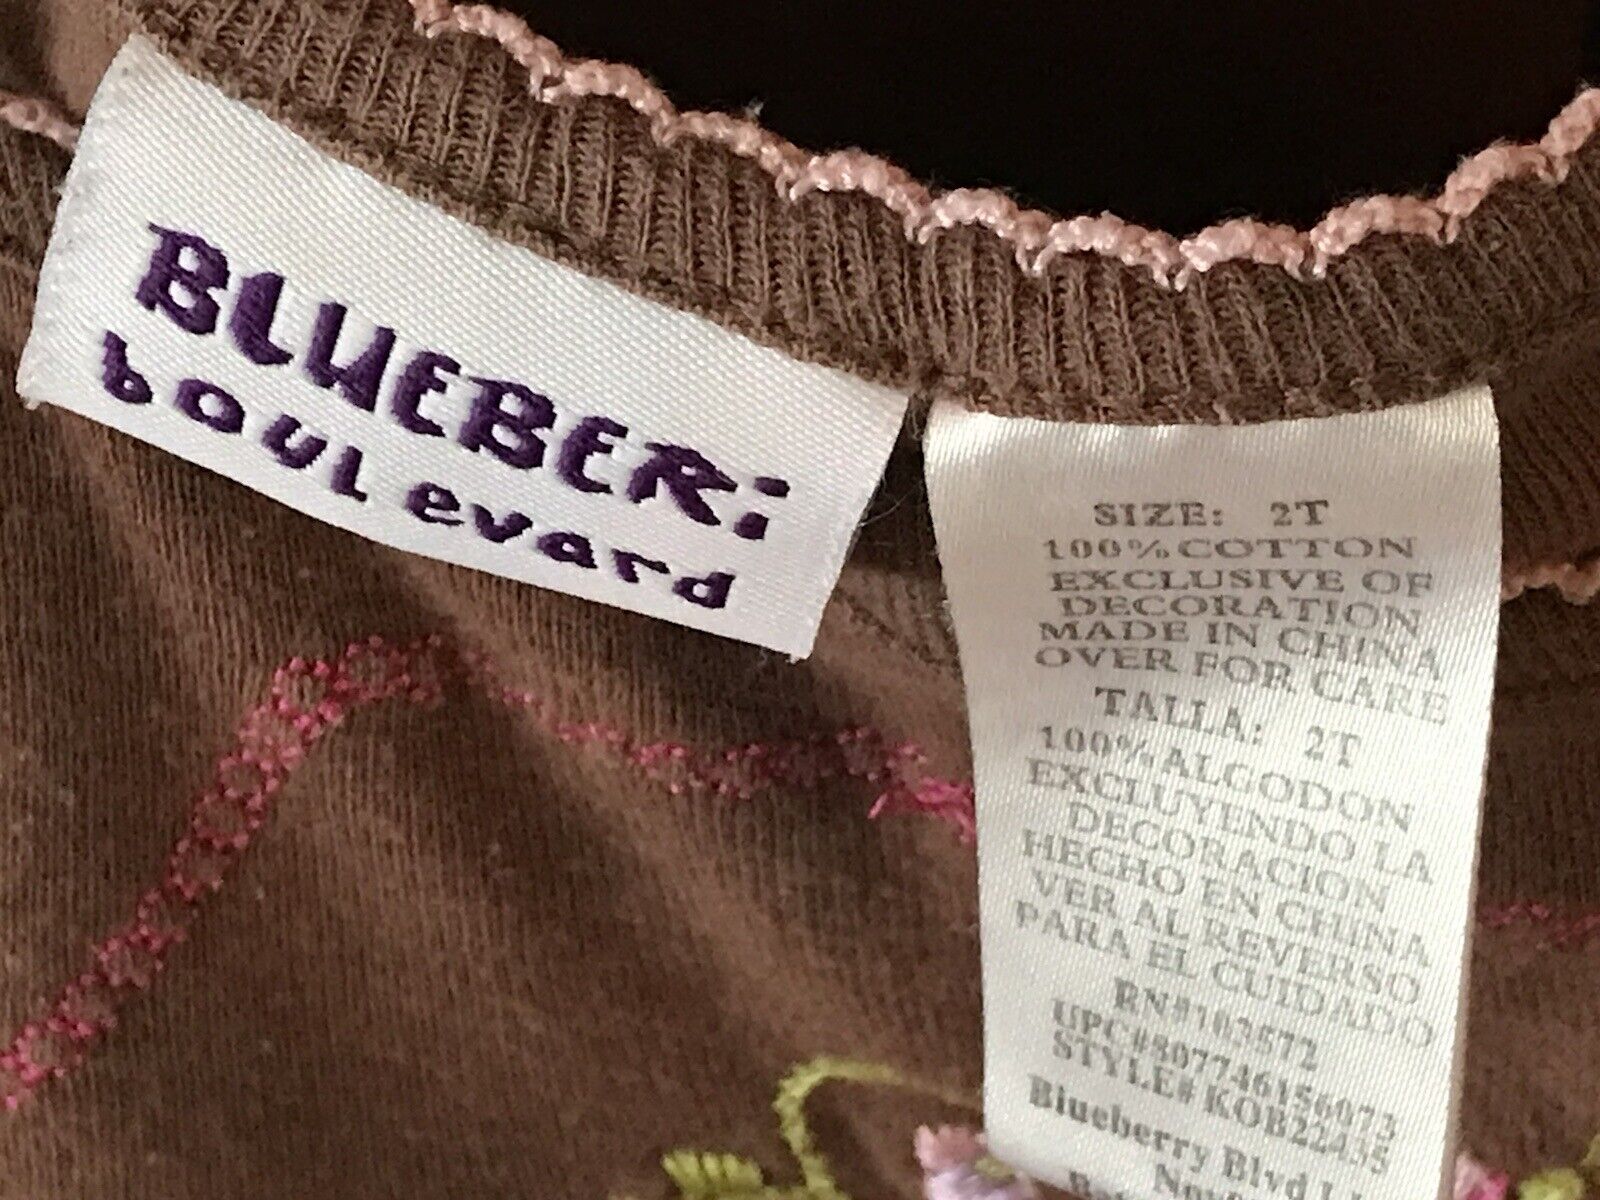 BLUEBERi
boulevard
SIZE: 2T
100% COTTON
EXCLUSIVE OF
DECORATION
MADE IN CHINA
OVER FOR CARE
TALLA: 2T
100% ALGODON
EXCLUYENDO LA
DECORACION
HEGHO EN CHINA
VER AL REVERSO
PARA EL CUIDADO
RN#103572
UPC#807746156073
STYLE# KOB22435
Blueberry Blvd